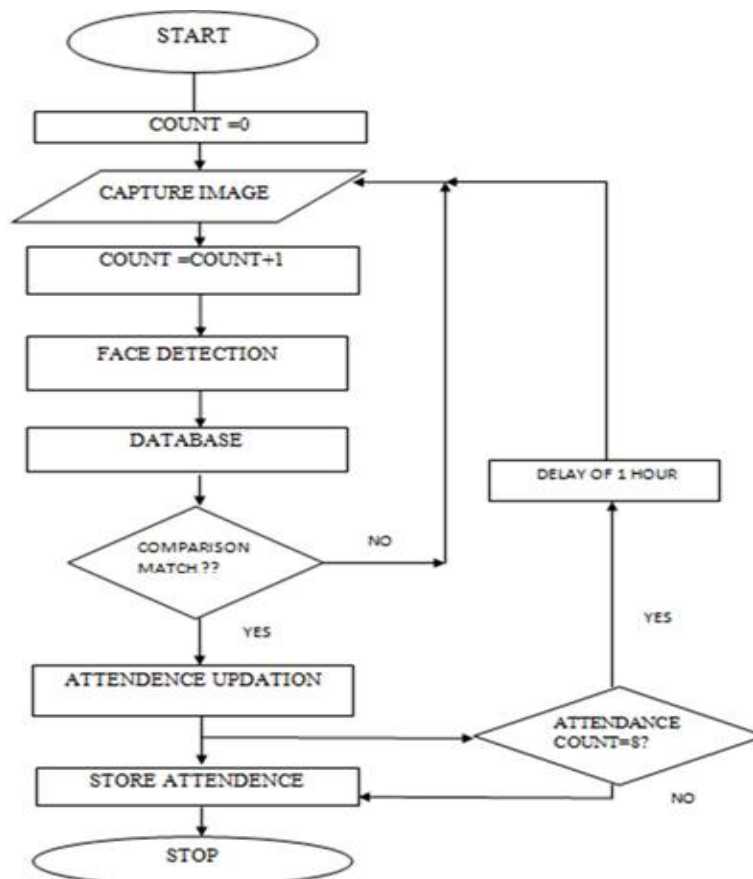 START
COUNT =0
CAPTURE IMAGE
COUNT =COUNT+1
FACE DETECTION
DATABASE
DELAY OF 1 HOUR
COMPARISON
MATCH ??
NO
YES
YES
ATTENDENCE UPDATION
ATTENDANCE
COUNT=8?
STORE ATTENDENCE
NO
STOP